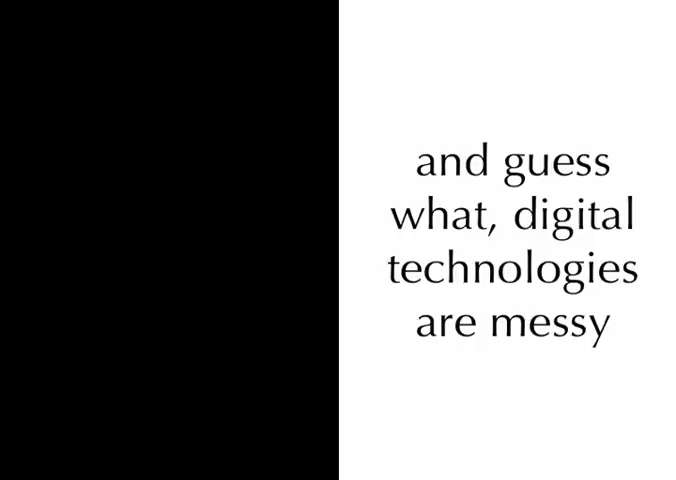 and guess
what, digital
technologies
are messy